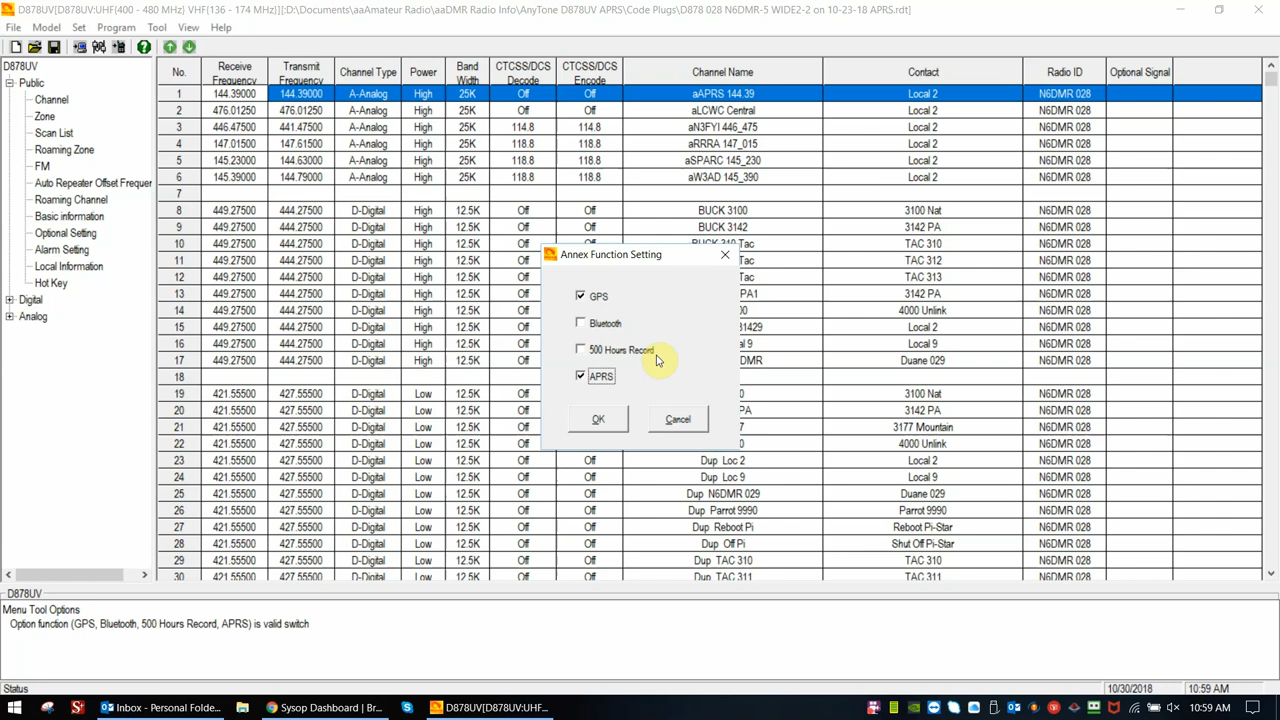 D878UV[D878UV:UHF(400 - 480 MHz) VHF(136 - 174 MHz)][D:\Documents\aaAmateur Radio\aaDMR Radio Info\AnyTone D878UV APRS\Code Plugs\D878 028 N6DMR-5 WIDE2-2 on 10-23-18 APRS.rdt]
File Model Set Program Tool View Help
D878UV
Public
Channel
Zone
Scan List
Roaming Zone
FM
Auto Repeater Offset Frequer
Roaming Channel
Basic information
Optional Setting
Alarm Setting
Local Information
Hot Key
Digital
Analog
No. Receive Frequency Transmit Frequency Channel Type Power Band Width CTCSS/DCS Decode CTCSS/DCS Encode Channel Name Contact Radio ID Optional Signal
1 144.39000 144.39000 A-Analog High 25K Off Off aAPRS 144.39 Local 2 N6DMR 028
2 476.01250 476.01250 A-Analog High 25K Off Off aLCWC Central Local 2 N6DMR 028
3 446.47500 441.47500 A-Analog High 25K 114.8 114.8 aN3FYI 446_475 Local 2 N6DMR 028
4 147.01500 147.61500 A-Analog High 25K 118.8 118.8 aRRRA 147_015 Local 2 N6DMR 028
5 145.23000 144.63000 A-Analog High 25K 118.8 118.8 aSPARC 145_230 Local 2 N6DMR 028
6 145.39000 144.79000 A-Analog High 25K 118.8 118.8 aW3AD 145_390 Local 2 N6DMR 028
7
8 449.27500 444.27500 D-Digital High 12.5K Off Off BUCK 3100 3100 Nat N6DMR 028
9 449.27500 444.27500 D-Digital High 12.5K Off Off BUCK 3142 3142 PA N6DMR 028
10 449.27500 444.27500 D-Digital High 12.5K Off Off BUCK 310 Tac TAC 310 N6DMR 028
11 449.27500 444.27500 D-Digital High 12.5K Tac TAC 312 N6DMR 028
12 449.27500 444.27500 D-Digital High 12.5K Tac TAC 313 N6DMR 028
13 449.27500 444.27500 D-Digital High 12.5K PA1 3142 PA N6DMR 028
14 449.27500 444.27500 D-Digital High 12.5K 4000 Unlink N6DMR 028
15 449.27500 444.27500 D-Digital High 12.5K 31429 Local 2 N6DMR 028
16 449.27500 444.27500 D-Digital High 12.5K al 9 Local 9 N6DMR 028
17 449.27500 444.27500 D-Digital High 12.5K DMR Duane 029 N6DMR 028
18
19 421.55500 427.55500 D-Digital Low 12.5K 0 3100 Nat N6DMR 028
20 421.55500 427.55500 D-Digital Low 12.5K PA 3142 PA N6DMR 028
21 421.55500 427.55500 D-Digital Low 12.5K 7 3177 Mountain N6DMR 028
22 421.55500 427.55500 D-Digital Low 12.5K Off Off 4000 Unlink N6DMR 028
23 421.55500 427.55500 D-Digital Low 12.5K Off Off Dup Loc 2 Local 2 N6DMR 028
24 421.55500 427.55500 D-Digital Low 12.5K Off Off Dup Loc 9 Local 9 N6DMR 028
25 421.55500 427.55500 D-Digital Low 12.5K Off Off Dup N6DMR 029 Duane 029 N6DMR 028
26 421.55500 427.55500 D-Digital Low 12.5K Off Off Dup Parrot 9990 Parrot 9990 N6DMR 028
27 421.55500 427.55500 D-Digital Low 12.5K Off Off Dup Reboot Pi Reboot Pi-Star N6DMR 028
28 421.55500 427.55500 D-Digital Low 12.5K Off Off Dup Off Pi Shut Off Pi-Star N6DMR 028
29 421.55500 427.55500 D-Digital Low 12.5K Off Off Dup TAC 310 TAC 310 N6DMR 028
30 421.55500 427.55500 D-Digital Low 12.5K Off Off Dup TAC 311 TAC 311 N6DMR 028
Annex Function Setting
GPS
Bluetooth
500 Hours Record
APRS
OK Cancel
D878UV
Menu Tool Options
Option function (GPS, Bluetooth, 500 Hours Record, APRS) is valid switch
Status 10/30/2018 10:59 AM
Inbox - Personal Folde... Sysop Dashboard | Br... D878UV[D878UV:UHF... 10:59 AM